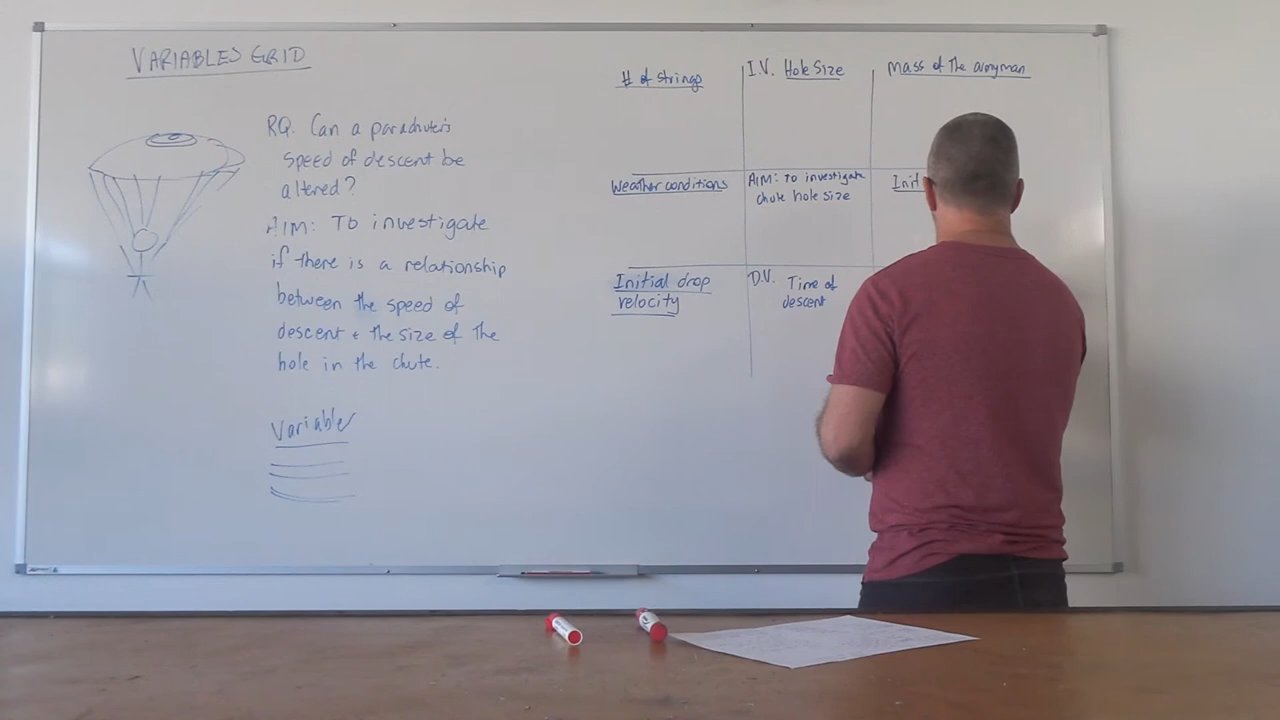 VARIABLES GRID
RQ. Can a parachute's
speed of descent be
altered?
AIM: To investigate
if there is a relationship
between the speed of
descent + the size of the
hole in the chute.
Variable
# of strings
I.V. Hole Size
Mass of The armyman
Weather conditions
AIM: To investigate
chute hole size
Init
Initial drop
velocity
D.V. Time of
descent